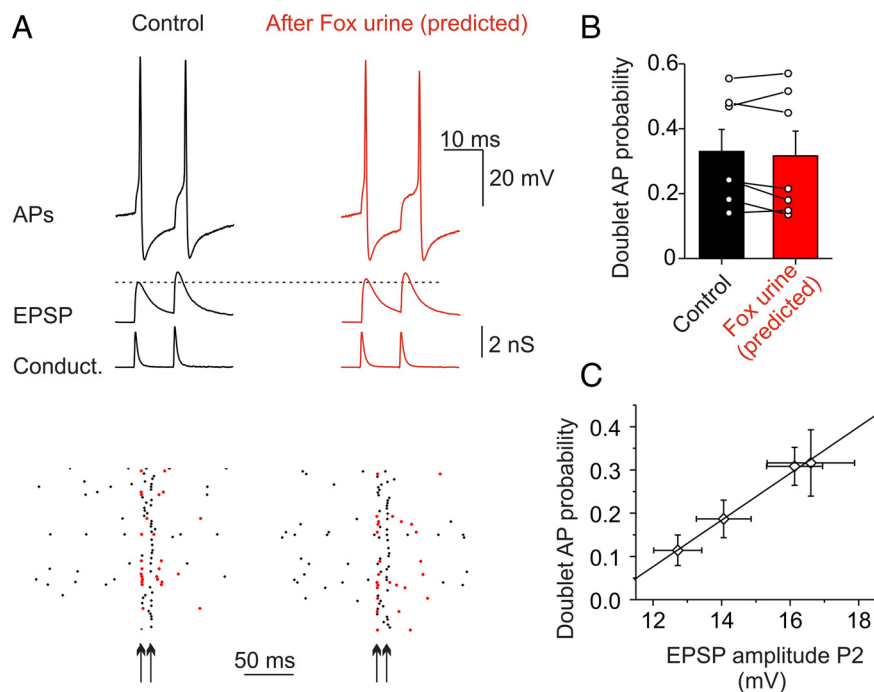 A
Control
After Fox urine (predicted)
10 ms
20 mV
APs
EPSP
Conduct.
2 nS
50 ms
B
Doublet AP probability
0.6
0.4
0.2
0
Control
Fox urine
(predicted)
C
Doublet AP probability
0.4
0.3
0.2
0.1
0.0
12
14
16
18
EPSP amplitude P2
(mV)